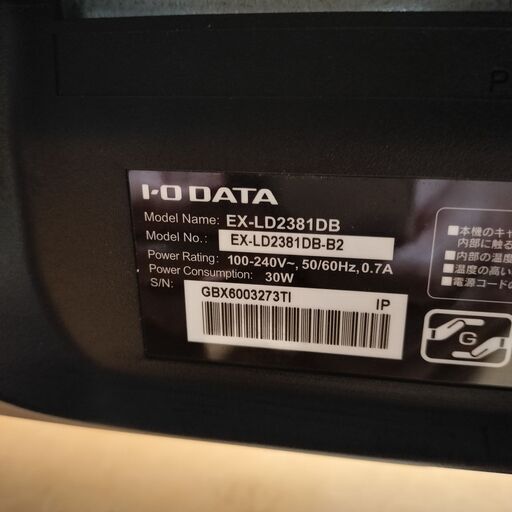 P
I-O DATA
Model Name: EX-LD2381DB
Model No.: EX-LD2381DB-B2
Power Rating: 100-240V~, 50/60Hz, 0.7A
Power Consumption: 30W
S/N: GBX6003273TI
IP
■本機のキャ
内部に触る
■内部の温度
■温度の高い
■電源コードの
G